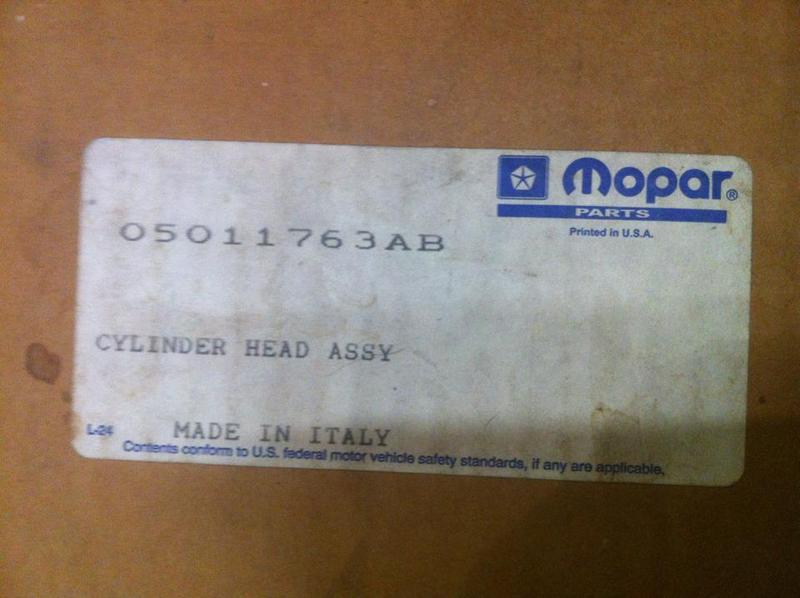 mopar®
PARTS
Printed in U.S.A.
05011763AB
CYLINDER HEAD ASSY
L-24
MADE IN ITALY
Contents conform to U.S. federal motor vehicle safety standards, if any are applicable,